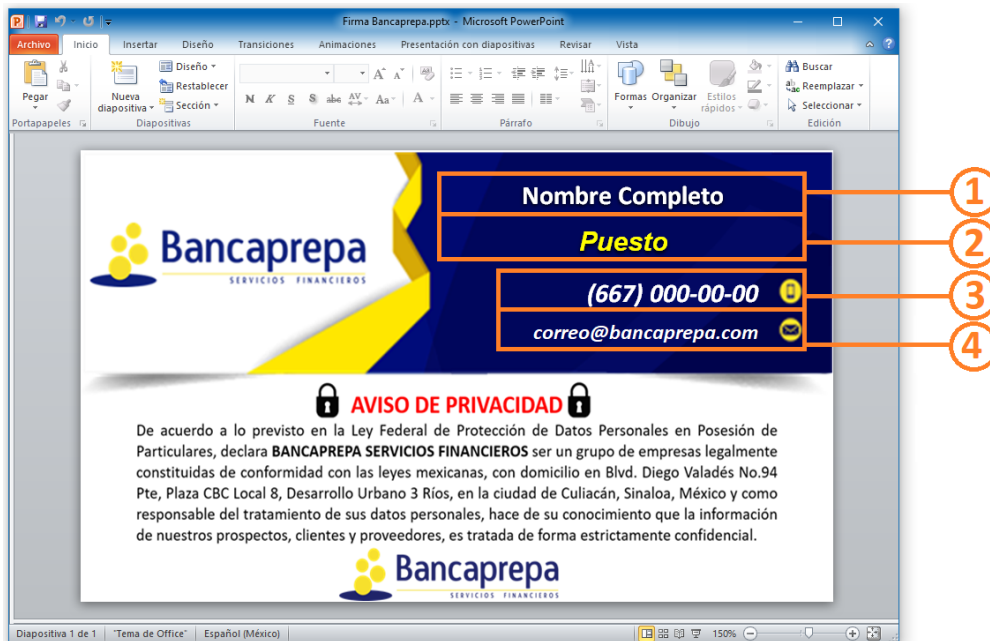 Firma Bancaprepa.pptx - Microsoft PowerPoint
Archivo Inicio Insertar Diseño Transiciones Animaciones Presentación con diapositivas Revisar Vista
Pegar
Portapapeles
Nueva diapositiva
Diseño
Restablecer
Sección
Diapositivas
N K S S abc AV Aa A
Fuente
Párrafo
Formas Organizar Estilos rápidos
Dibujo
Buscar
Reemplazar
Seleccionar
Edición
Bancaprepa
SERVICIOS FINANCIEROS
Nombre Completo
1
Puesto
2
(667) 000-00-00
3
correo@bancaprepa.com
4
AVISO DE PRIVACIDAD
De acuerdo a lo previsto en la Ley Federal de Protección de Datos Personales en Posesión de
Particulares, declara BANCAPREPA SERVICIOS FINANCIEROS ser un grupo de empresas legalmente
constituidas de conformidad con las leyes mexicanas, con domicilio en Blvd. Diego Valadés No.94
Pte, Plaza CBC Local 8, Desarrollo Urbano 3 Ríos, en la ciudad de Culiacán, Sinaloa, México y como
responsable del tratamiento de sus datos personales, hace de su conocimiento que la información
de nuestros prospectos, clientes y proveedores, es tratada de forma estrictamente confidencial.
Bancaprepa
SERVICIOS FINANCIEROS
Diapositiva 1 de 1 "Tema de Office" Español (México) 150%